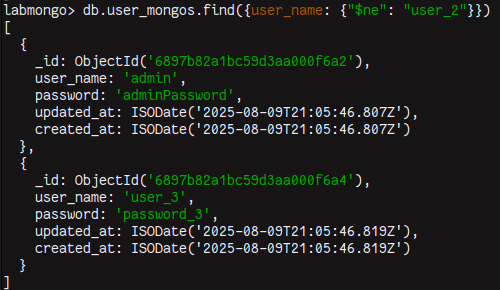 labmongo> db.user_mongos.find({user_name: {"$ne": "user_2"}})
[
  {
    _id: ObjectId('6897b82a1bc59d3aa000f6a2'),
    user_name: 'admin',
    password: 'adminPassword',
    updated_at: ISODate('2025-08-09T21:05:46.807Z'),
    created_at: ISODate('2025-08-09T21:05:46.807Z')
  },
  {
    _id: ObjectId('6897b82a1bc59d3aa000f6a4'),
    user_name: 'user_3',
    password: 'password_3',
    updated_at: ISODate('2025-08-09T21:05:46.819Z'),
    created_at: ISODate('2025-08-09T21:05:46.819Z')
  }
]